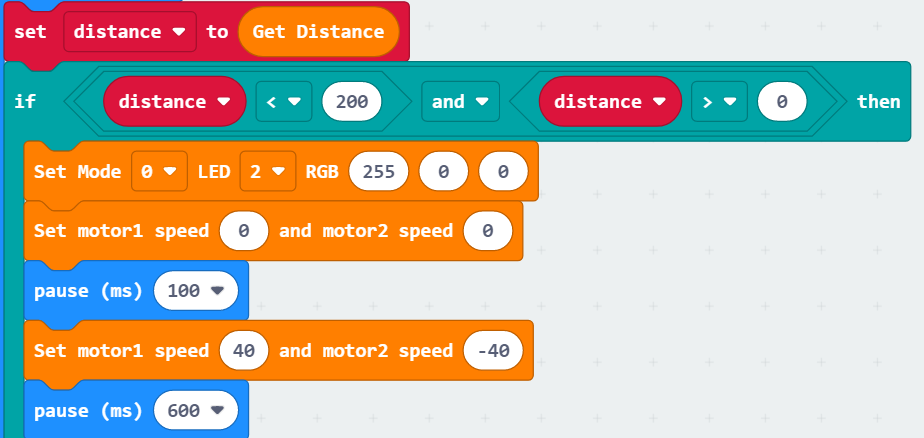 set distance to Get Distance
if distance < 200 and distance > 0 then
Set Mode 0 LED 2 RGB 255 0 0
Set motor1 speed 0 and motor2 speed 0
pause (ms) 100
Set motor1 speed 40 and motor2 speed -40
pause (ms) 600